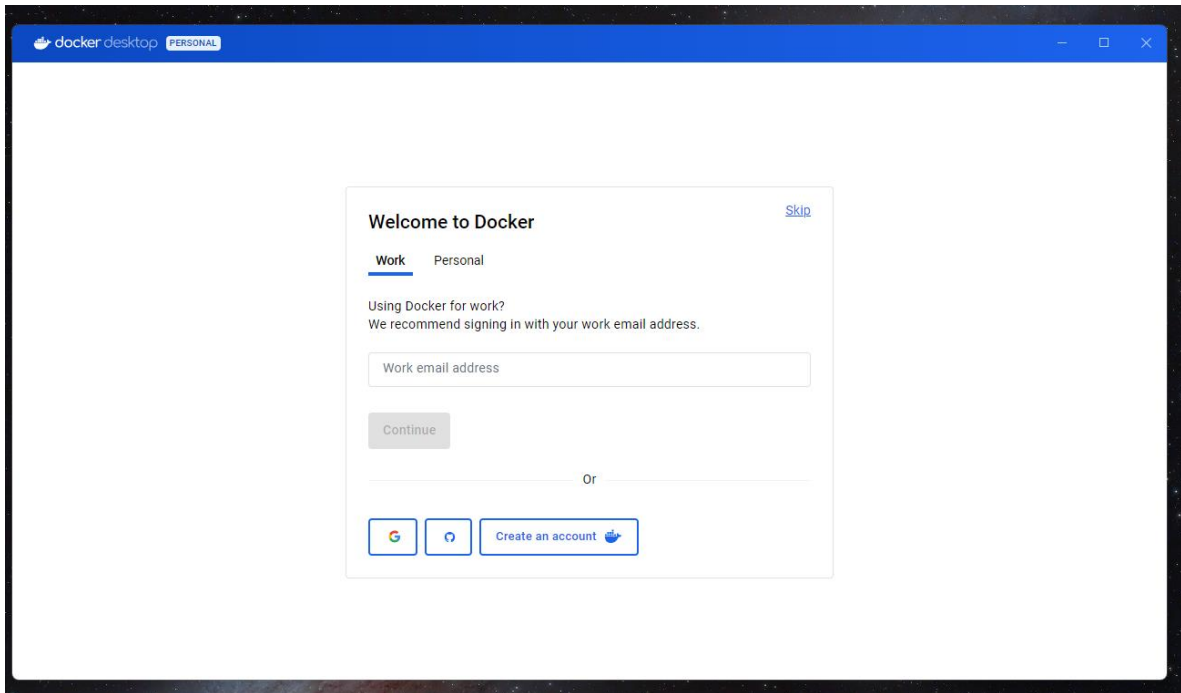 docker desktop PERSONAL
Skip
Welcome to Docker
Work Personal
Using Docker for work?
We recommend signing in with your work email address.
Work email address
Continue
Or
G Create an account